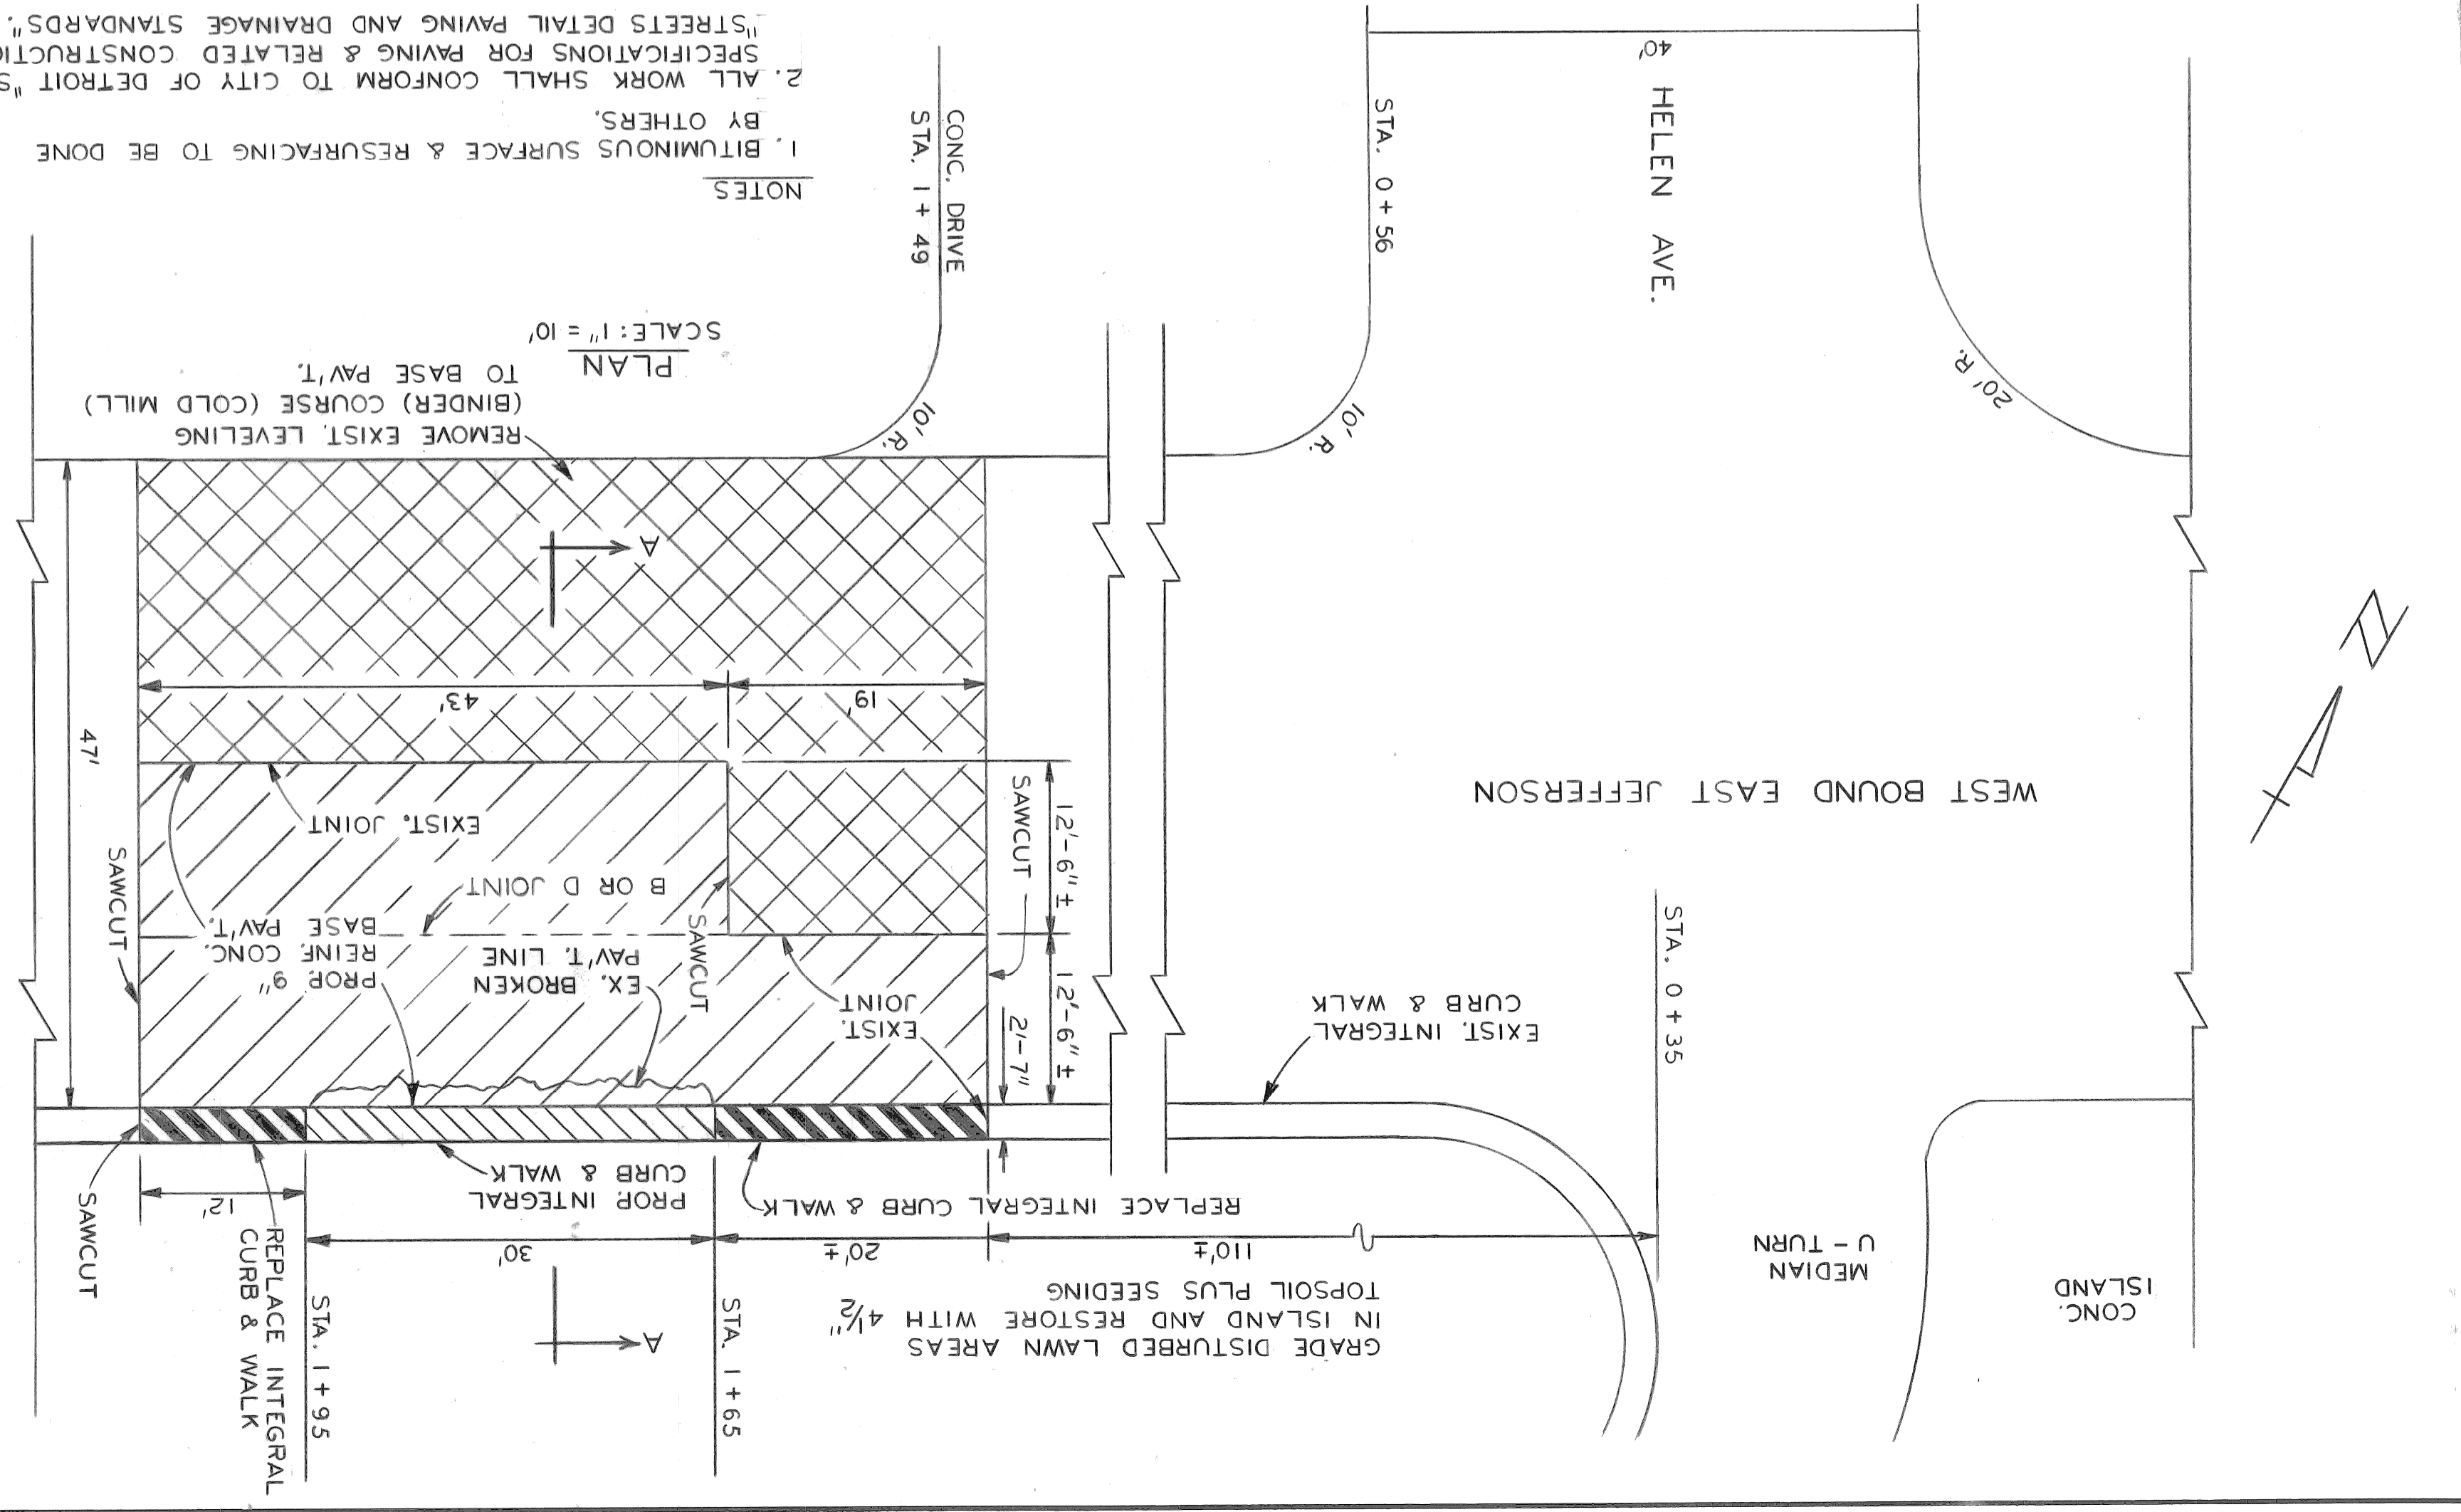 CONC.
ISLAND
MEDIAN
U - TURN
GRADE DISTURBED LAWN AREAS
IN ISLAND AND RESTORE WITH 4½"
TOPSOIL PLUS SEEDING
A
STA. 1 + 65
STA. 1 + 95
REPLACE INTEGRAL
CURB & WALK
110'±
20'±
30'
12'
REPLACE INTEGRAL CURB & WALK
PROP. INTEGRAL
CURB & WALK
SAWCUT
EXIST. INTEGRAL
CURB & WALK
STA. 0 + 35
2'-7"
12'-6" ±
12'-6" ±
EXIST.
JOINT
SAWCUT
EX. BROKEN
PAV'T. LINE
SAWCUT
PROP. 9"
REINF. CONC.
BASE PAV'T.
B OR D JOINT
EXIST. JOINT
SAWCUT
47'
WEST BOUND EAST JEFFERSON
N
19'
43'
A
REMOVE EXIST. LEVELING
(BINDER) COURSE (COLD MILL)
TO BASE PAV'T.
20' R.
10' R.
10' R.
PLAN
SCALE: 1" = 10'
HELEN AVE.
40'
STA. 0 + 56
CONC. DRIVE
STA. 1 + 49
NOTES
1. BITUMINOUS SURFACE & RESURFACING TO BE DONE
BY OTHERS.
2. ALL WORK SHALL CONFORM TO CITY OF DETROIT "S
SPECIFICATIONS FOR PAVING & RELATED CONSTRUCTI
"STREETS DETAIL PAVING AND DRAINAGE STANDARDS".